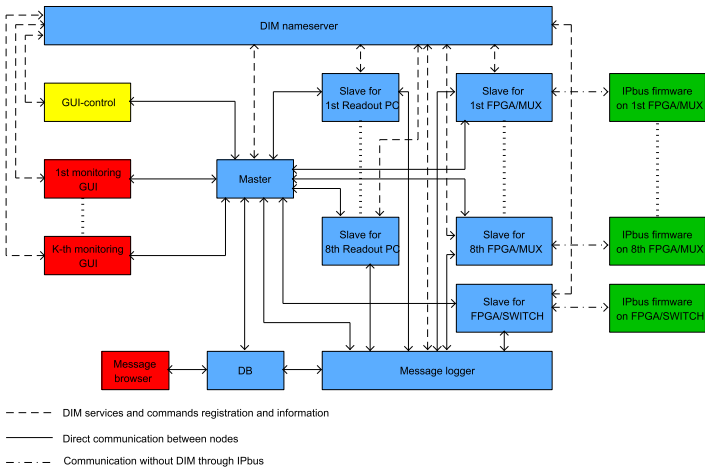 DIM nameserver
GUI-control
Slave for
1st Readout PC
Slave for
1st FPGA/MUX
IPbus firmware
on 1st FPGA/MUX
1st monitoring
GUI
Master
K-th monitoring
GUI
Slave for
8th Readout PC
Slave for
8th FPGA/MUX
IPbus firmware
on 8th FPGA/MUX
Slave for
FPGA/SWITCH
IPbus firmware
on FPGA/SWITCH
Message
browser
DB
Message logger
DIM services and commands registration and information
Direct communication between nodes
Communication without DIM through IPbus